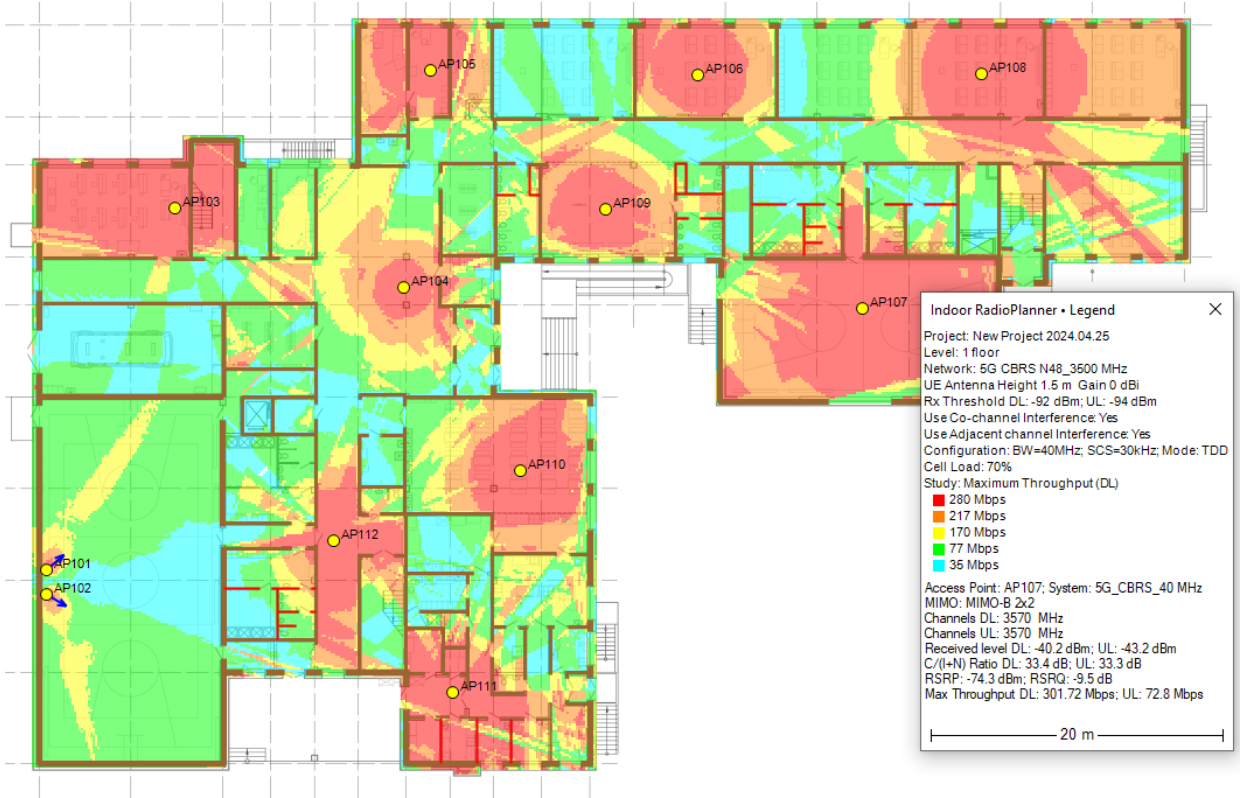 AP105
AP106
AP108
AP103
AP109
AP104
AP107
AP110
AP112
AP101
AP102
AP111
Indoor RadioPlanner • Legend
Project: New Project 2024.04.25
Level: 1 floor
Network: 5G CBRS N48_3500 MHz
UE Antenna Height 1.5 m Gain 0 dBi
Rx Threshold DL: -92 dBm; UL: -94 dBm
Use Co-channel Interference: Yes
Use Adjacent channel Interference: Yes
Configuration: BW=40MHz; SCS=30kHz; Mode: TDD
Cell Load: 70%
Study: Maximum Throughput (DL)
280 Mbps
217 Mbps
170 Mbps
77 Mbps
35 Mbps
Access Point: AP107; System: 5G_CBRS_40 MHz
MIMO: MIMO-B 2x2
Channels DL: 3570 MHz
Channels UL: 3570 MHz
Received level DL: -40.2 dBm; UL: -43.2 dBm
C/(I+N) Ratio DL: 33.4 dB; UL: 33.3 dB
RSRP: -74.3 dBm; RSRQ: -9.5 dB
Max Throughput DL: 301.72 Mbps; UL: 72.8 Mbps
20 m